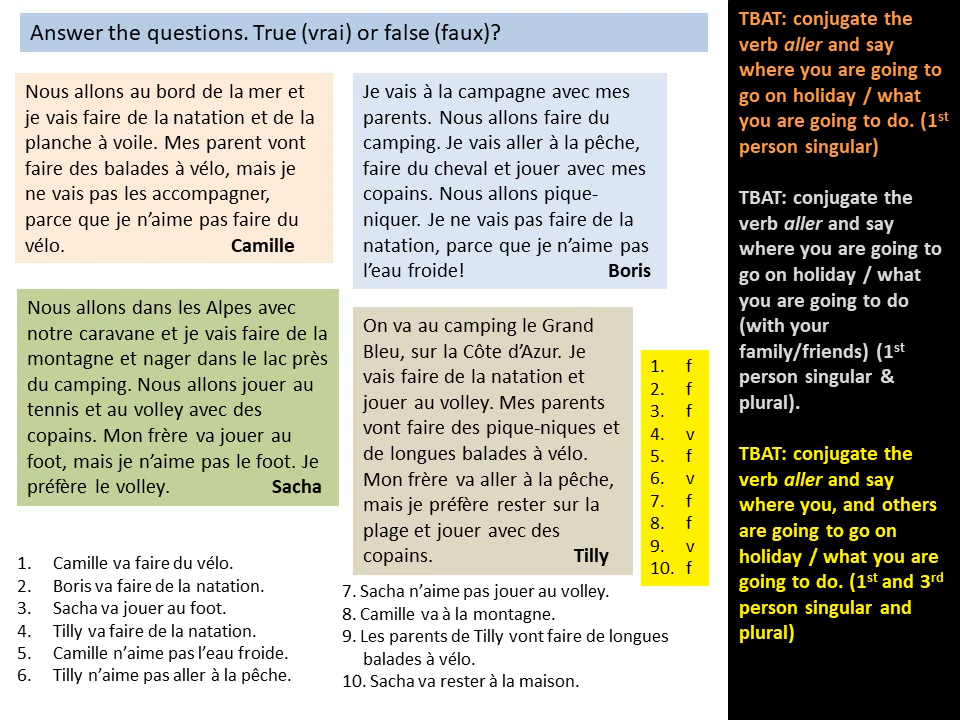 Answer the questions. True (vrai) or false (faux)?
Nous allons au bord de la mer et
je vais faire de la natation et de la
planche à voile. Mes parent vont
faire des balades à vélo, mais je
ne vais pas les accompagner,
parce que je n’aime pas faire du
vélo. Camille
Je vais à la campagne avec mes
parents. Nous allons faire du
camping. Je vais aller à la pêche,
faire du cheval et jouer avec mes
copains. Nous allons pique-
niquer. Je ne vais pas faire de la
natation, parce que je n’aime pas
l’eau froide! Boris
Nous allons dans les Alpes avec
notre caravane et je vais faire de la
montagne et nager dans le lac près
du camping. Nous allons jouer au
tennis et au volley avec des
copains. Mon frère va jouer au
foot, mais je n’aime pas le foot. Je
préfère le volley. Sacha
On va au camping le Grand
Bleu, sur la Côte d’Azur. Je
vais faire de la natation et
jouer au volley. Mes parents
vont faire des pique-niques et
de longues balades à vélo.
Mon frère va aller à la pêche,
mais je préfère rester sur la
plage et jouer avec des
copains. Tilly
1. f
2. f
3. f
4. v
5. f
6. v
7. f
8. f
9. v
10. f
1. Camille va faire du vélo.
2. Boris va faire de la natation.
3. Sacha va jouer au foot.
4. Tilly va faire de la natation.
5. Camille n’aime pas l’eau froide.
6. Tilly n’aime pas aller à la pêche.
7. Sacha n’aime pas jouer au volley.
8. Camille va à la montagne.
9. Les parents de Tilly vont faire de longues
balades à vélo.
10. Sacha va rester à la maison.
TBAT: conjugate the
verb aller and say
where you are going to
go on holiday / what
you are going to do. (1st
person singular)
TBAT: conjugate the
verb aller and say
where you are going to
go on holiday / what
you are going to do
(with your
family/friends) (1st
person singular &
plural).
TBAT: conjugate the
verb aller and say
where you, and others
are going to go on
holiday / what you are
going to do. (1st and 3rd
person singular and
plural)